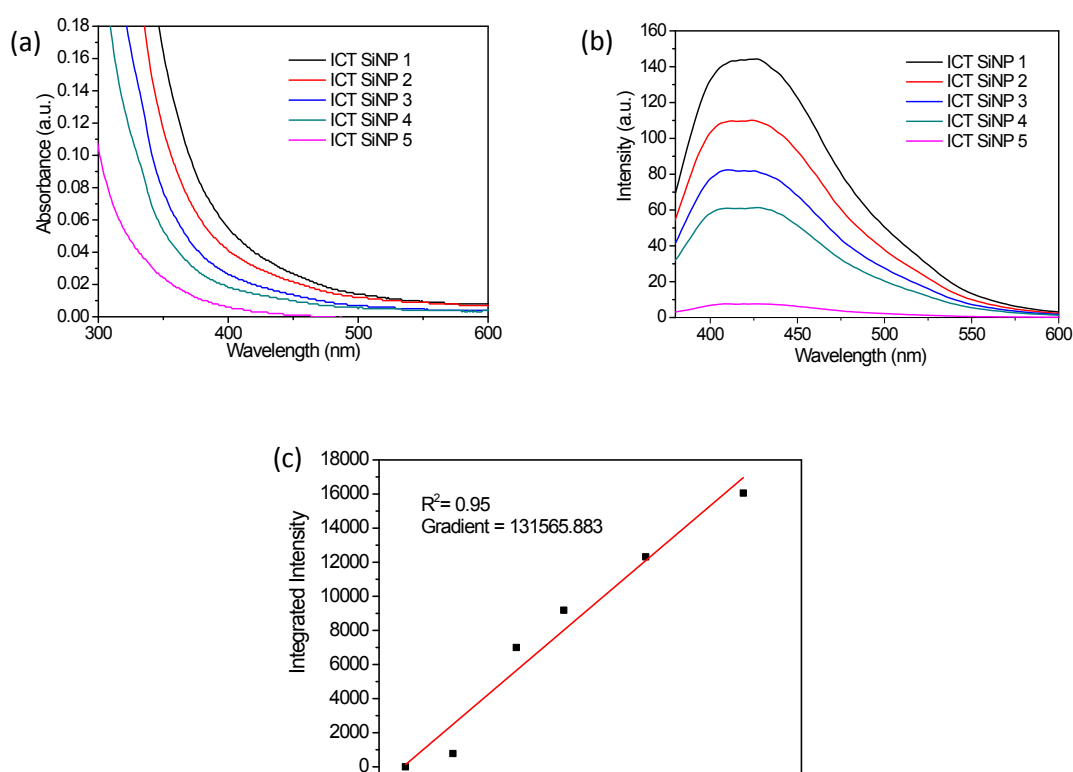 (a)
0.18
0.16
0.14
0.12
0.10
0.08
0.06
0.04
0.02
0.00
Absorbance (a.u.)
300
400
500
600
Wavelength (nm)
ICT SiNP 1
ICT SiNP 2
ICT SiNP 3
ICT SiNP 4
ICT SiNP 5
(b)
160
140
120
100
80
60
40
20
0
Intensity (a.u.)
400
450
500
550
600
Wavelength (nm)
ICT SiNP 1
ICT SiNP 2
ICT SiNP 3
ICT SiNP 4
ICT SiNP 5
(c)
18000
16000
14000
12000
10000
8000
6000
4000
2000
0
Integrated Intensity
R²= 0.95
Gradient = 131565.883